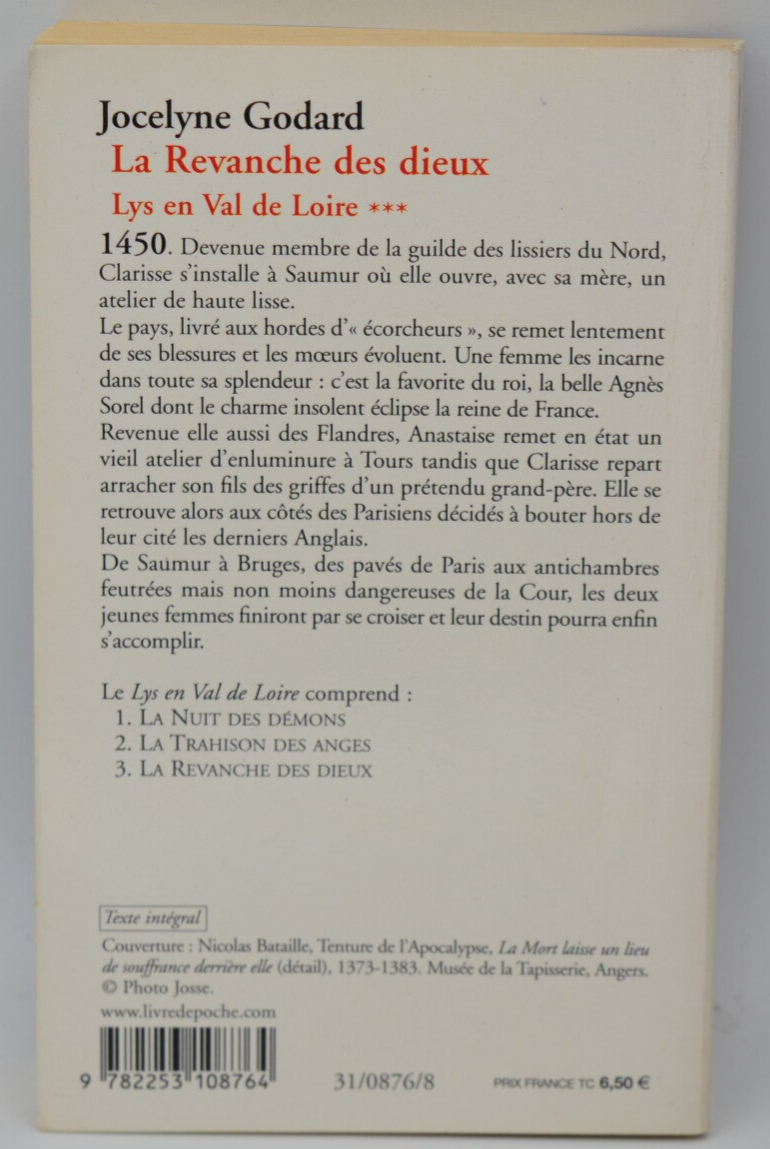 Jocelyne Godard
La Revanche des dieux
Lys en Val de Loire ***
1450. Devenue membre de la guilde des lissiers du Nord,
Clarisse s'installe à Saumur où elle ouvre, avec sa mère, un
atelier de haute lisse.
Le pays, livré aux hordes d'« écorcheurs », se remet lentement
de ses blessures et les mœurs évoluent. Une femme les incarne
dans toute sa splendeur : c'est la favorite du roi, la belle Agnès
Sorel dont le charme insolent éclipse la reine de France.
Revenue elle aussi des Flandres, Anastaise remet en état un
vieil atelier d'enluminure à Tours tandis que Clarisse repart
arracher son fils des griffes d'un prétendu grand-père. Elle se
retrouve alors aux côtés des Parisiens décidés à bouter hors de
leur cité les derniers Anglais.
De Saumur à Bruges, des pavés de Paris aux antichambres
feutrées mais non moins dangereuses de la Cour, les deux
jeunes femmes finiront par se croiser et leur destin pourra enfin
s'accomplir.
Le Lys en Val de Loire comprend :
1. LA NUIT DES DÉMONS
2. LA TRAHISON DES ANGES
3. LA REVANCHE DES DIEUX
Texte intégral
Couverture : Nicolas Bataille, Tenture de l'Apocalypse, La Mort laisse un lieu
de souffrance derrière elle (détail), 1373-1383. Musée de la Tapisserie, Angers.
© Photo Josse.
www.livredepoche.com
9 782253 108764
31/0876/8
PRIX FRANCE TC 6,50 €